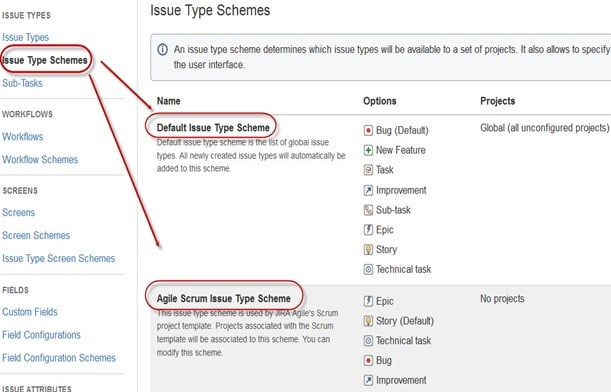 ISSUE TYPES
Issue Types
Issue Type Schemes
Sub-Tasks
WORKFLOWS
Workflows
Workflow Schemes
SCREENS
Screens
Screen Schemes
Issue Type Screen Schemes
FIELDS
Custom Fields
Field Configurations
Field Configuration Schemes
ISSUE ATTRIBUTES
Issue Type Schemes
An issue type scheme determines which issue types will be available to a set of projects. It also allows to specify
the user interface.
Name Options Projects
Default Issue Type Scheme
Default issue type scheme is the list of global issue
types. All newly created issue types will automatically be
added to this scheme.
Bug (Default)
New Feature
Task
Improvement
Sub-task
Epic
Story
Technical task
Global (all unconfigured projects)
Agile Scrum Issue Type Scheme
This issue type scheme is used by JIRA Agile's Scrum
project template. Projects associated with the Scrum
template will be associated to this scheme. You can
modify this scheme.
Epic
Story (Default)
Technical task
Bug
Improvement
No projects